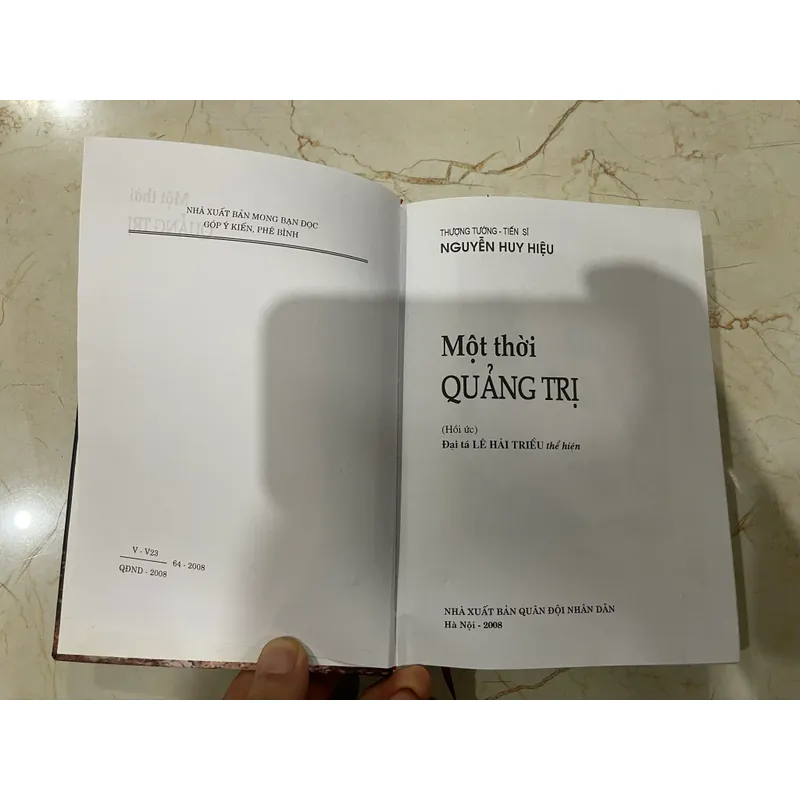 NHÀ XUẤT BẢN MONG BẠN ĐỌC
GÓP Ý KIẾN, PHÊ BÌNH
V - V23
QĐND - 2008
64 - 2008
THƯỢNG TƯỚNG - TIẾN SĨ
NGUYỄN HUY HIỆU
Một thời
QUẢNG TRỊ
(Hồi ức)
Đại tá LÊ HẢI TRIỀU thể hiện
NHÀ XUẤT BẢN QUÂN ĐỘI NHÂN DÂN
Hà Nội - 2008